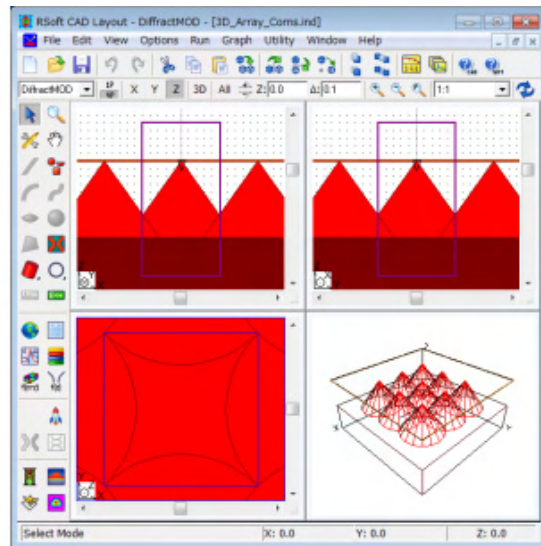 RSoft CAD Layout - DiffractMOD - [3D_Array_Coms.ind]
File Edit View Options Run Graph Utility Window Help
DiffractMOD X Y Z 3D All Z: 0.0 Δ: 0.1 1:1
Select Mode X: 0.0 Y: 0.0 Z: 0.0